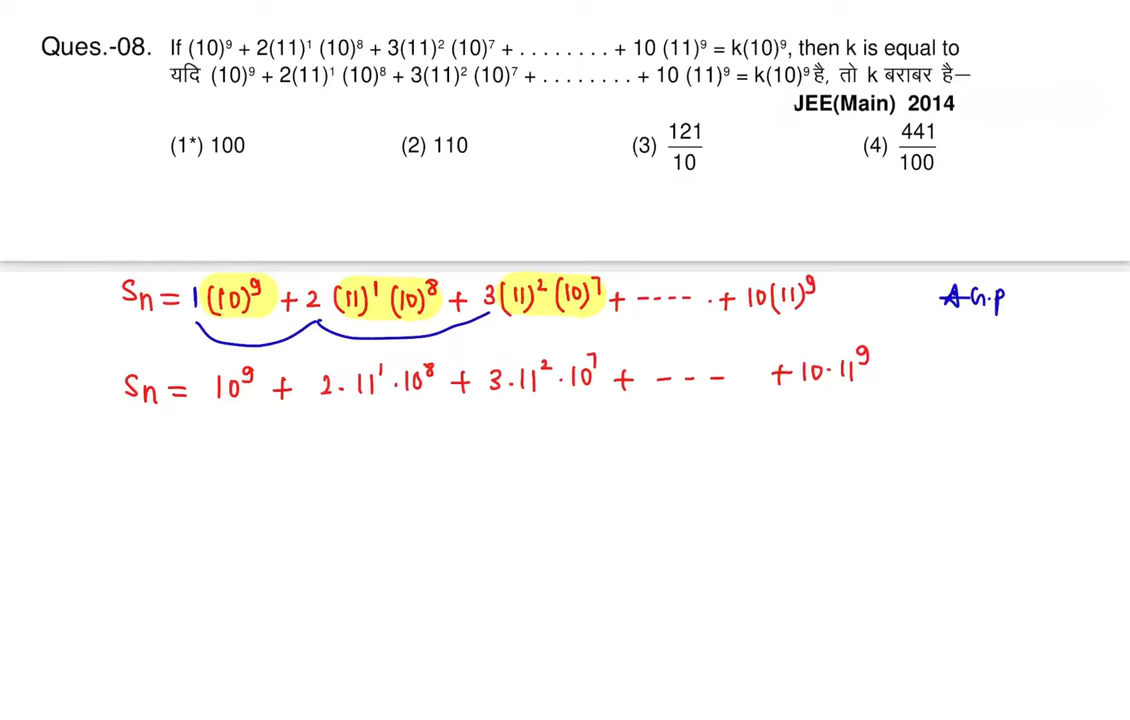 Ques.-08. If (10)⁹ + 2(11)¹ (10)⁸ + 3(11)² (10)⁷ + . . . . . . . . + 10 (11)⁹ = k(10)⁹, then k is equal to
यदि (10)⁹ + 2(11)¹ (10)⁸ + 3(11)² (10)⁷ + . . . . . . . . + 10 (11)⁹ = k(10)⁹ है, तो k बराबर है–
JEE(Main) 2014
(1*) 100 (2) 110 (3) 121/10 (4) 441/100
Sn = 1(10)⁹ + 2 (11)¹ (10)⁸ + 3(11)² (10)⁷ + ---- . + 10(11)⁹ A-G.P
Sn = 10⁹ + 2.11¹.10⁸ + 3.11².10⁷ + --- + 10.11⁹